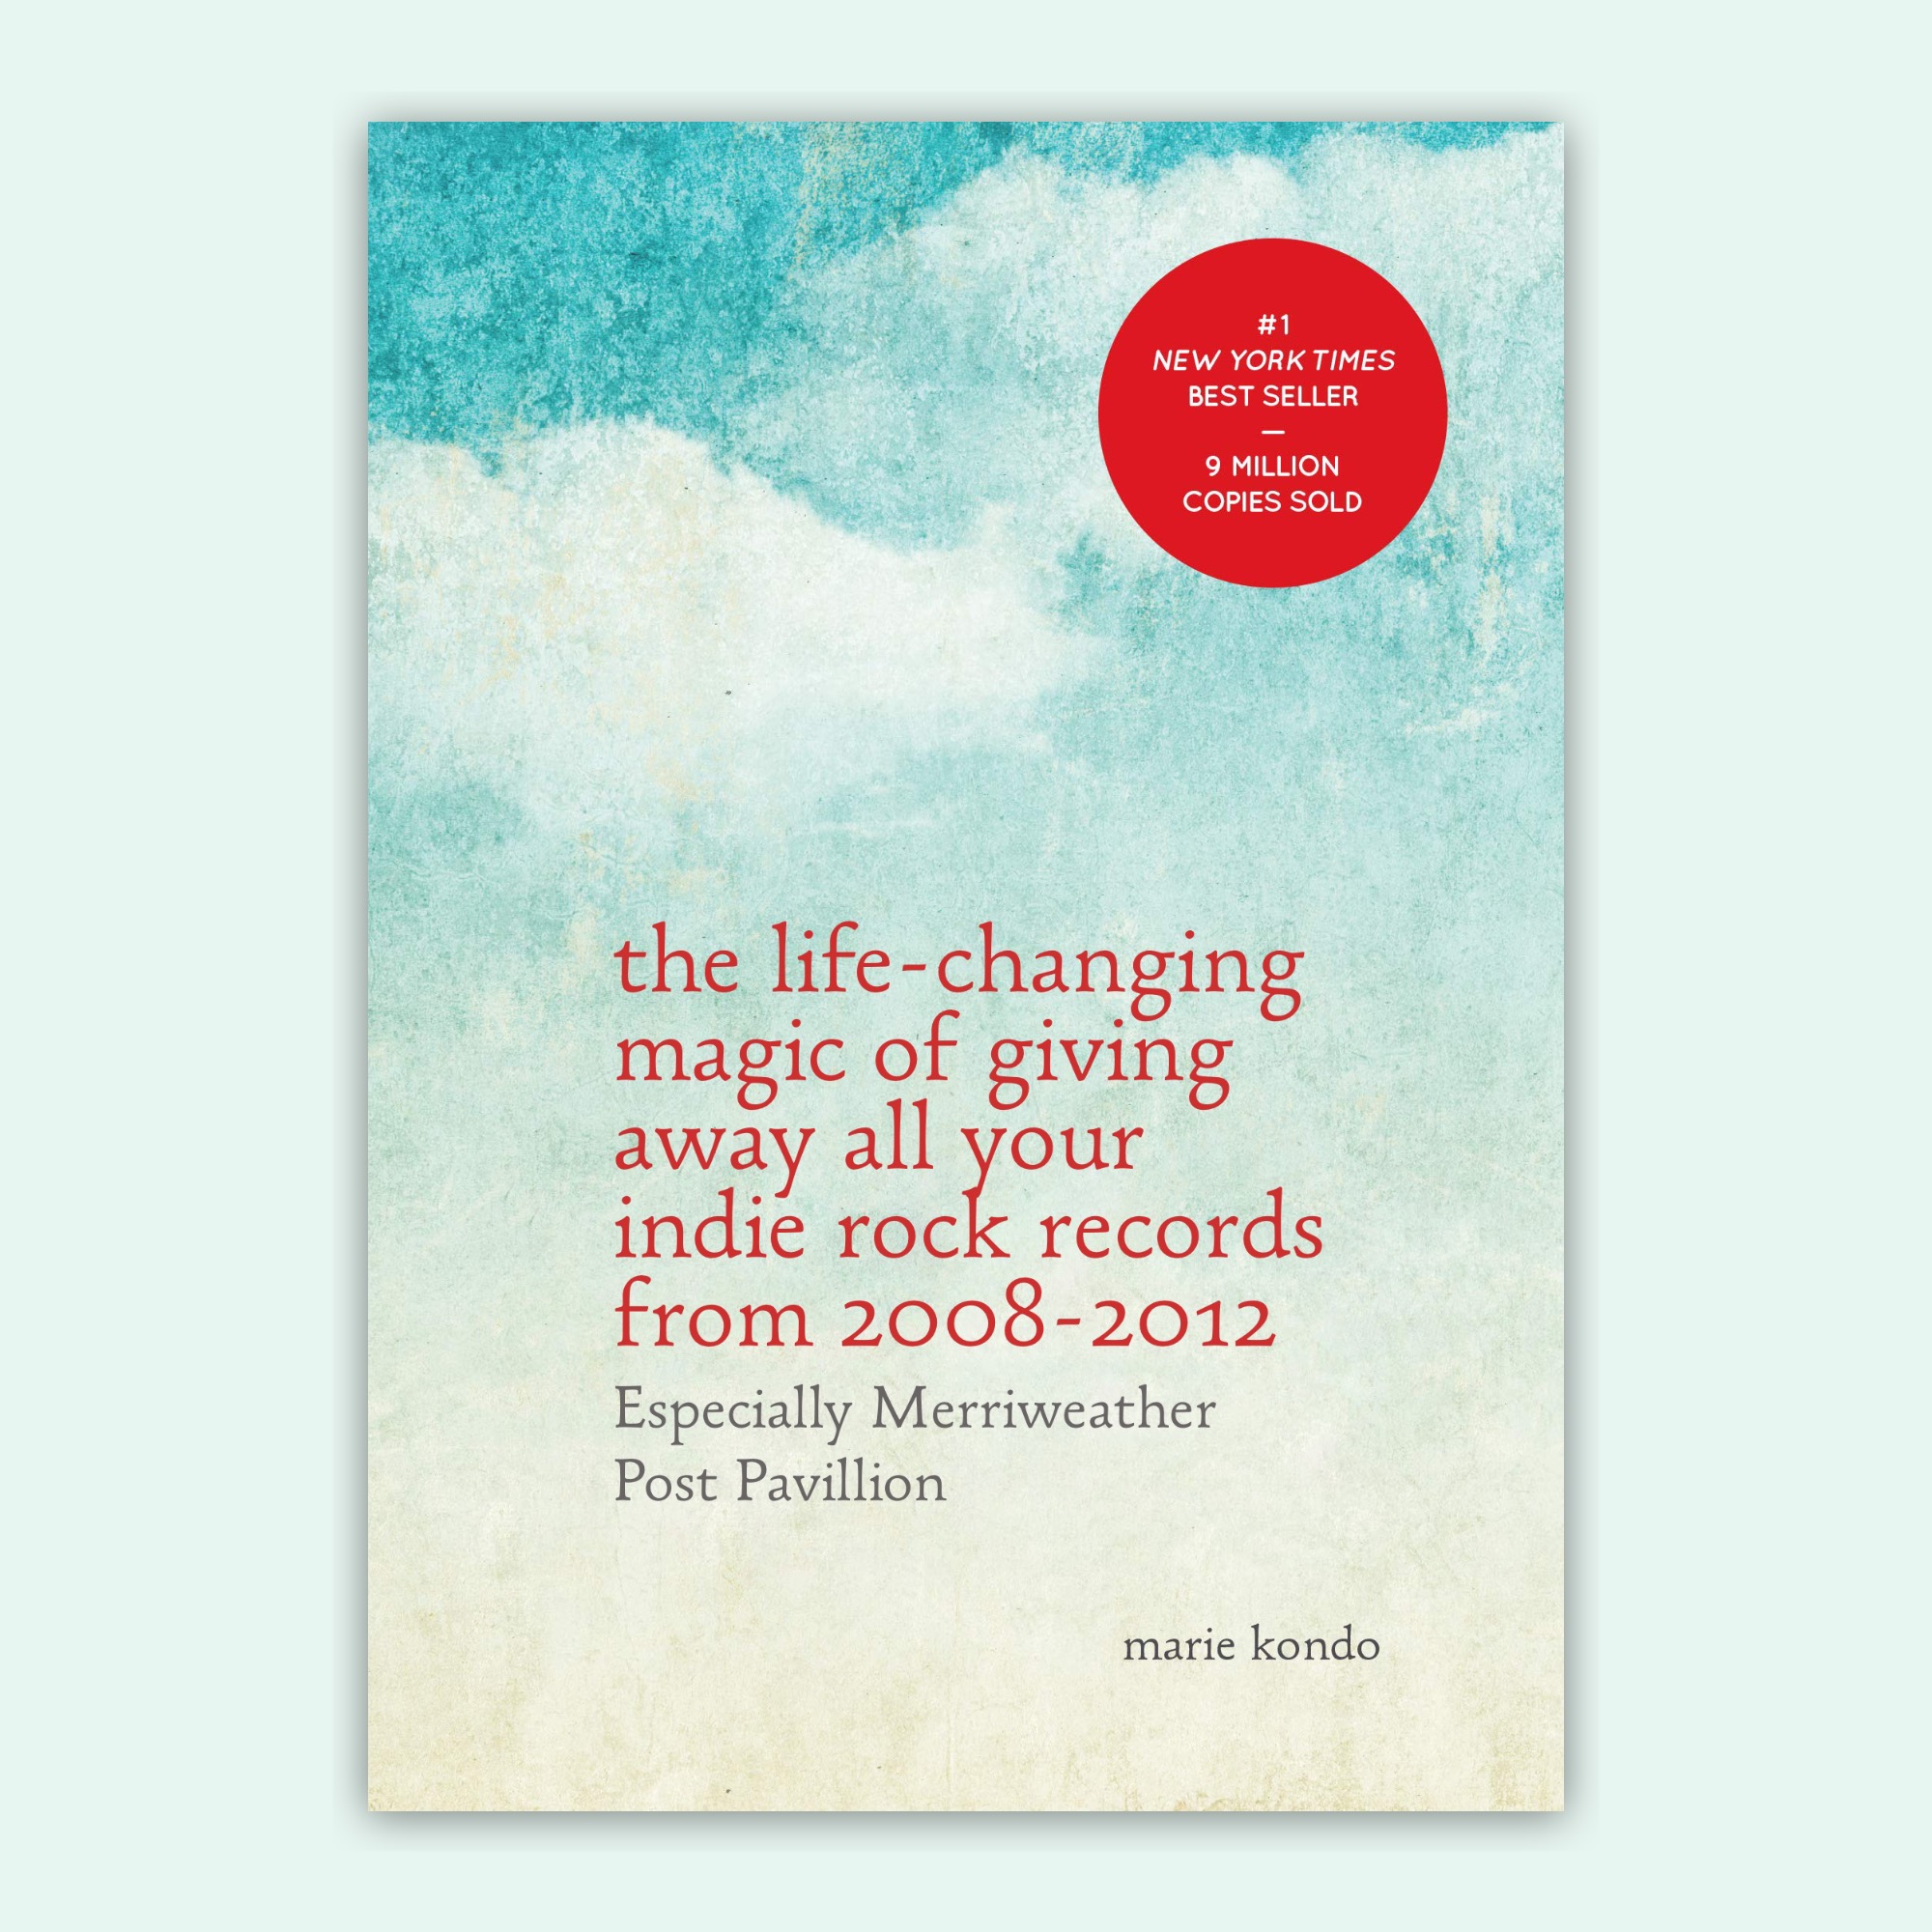 #1
NEW YORK TIMES
BEST SELLER
—
9 MILLION
COPIES SOLD
the life-changing
magic of giving
away all your
indie rock records
from 2008-2012
Especially Merriweather
Post Pavillion
marie kondo